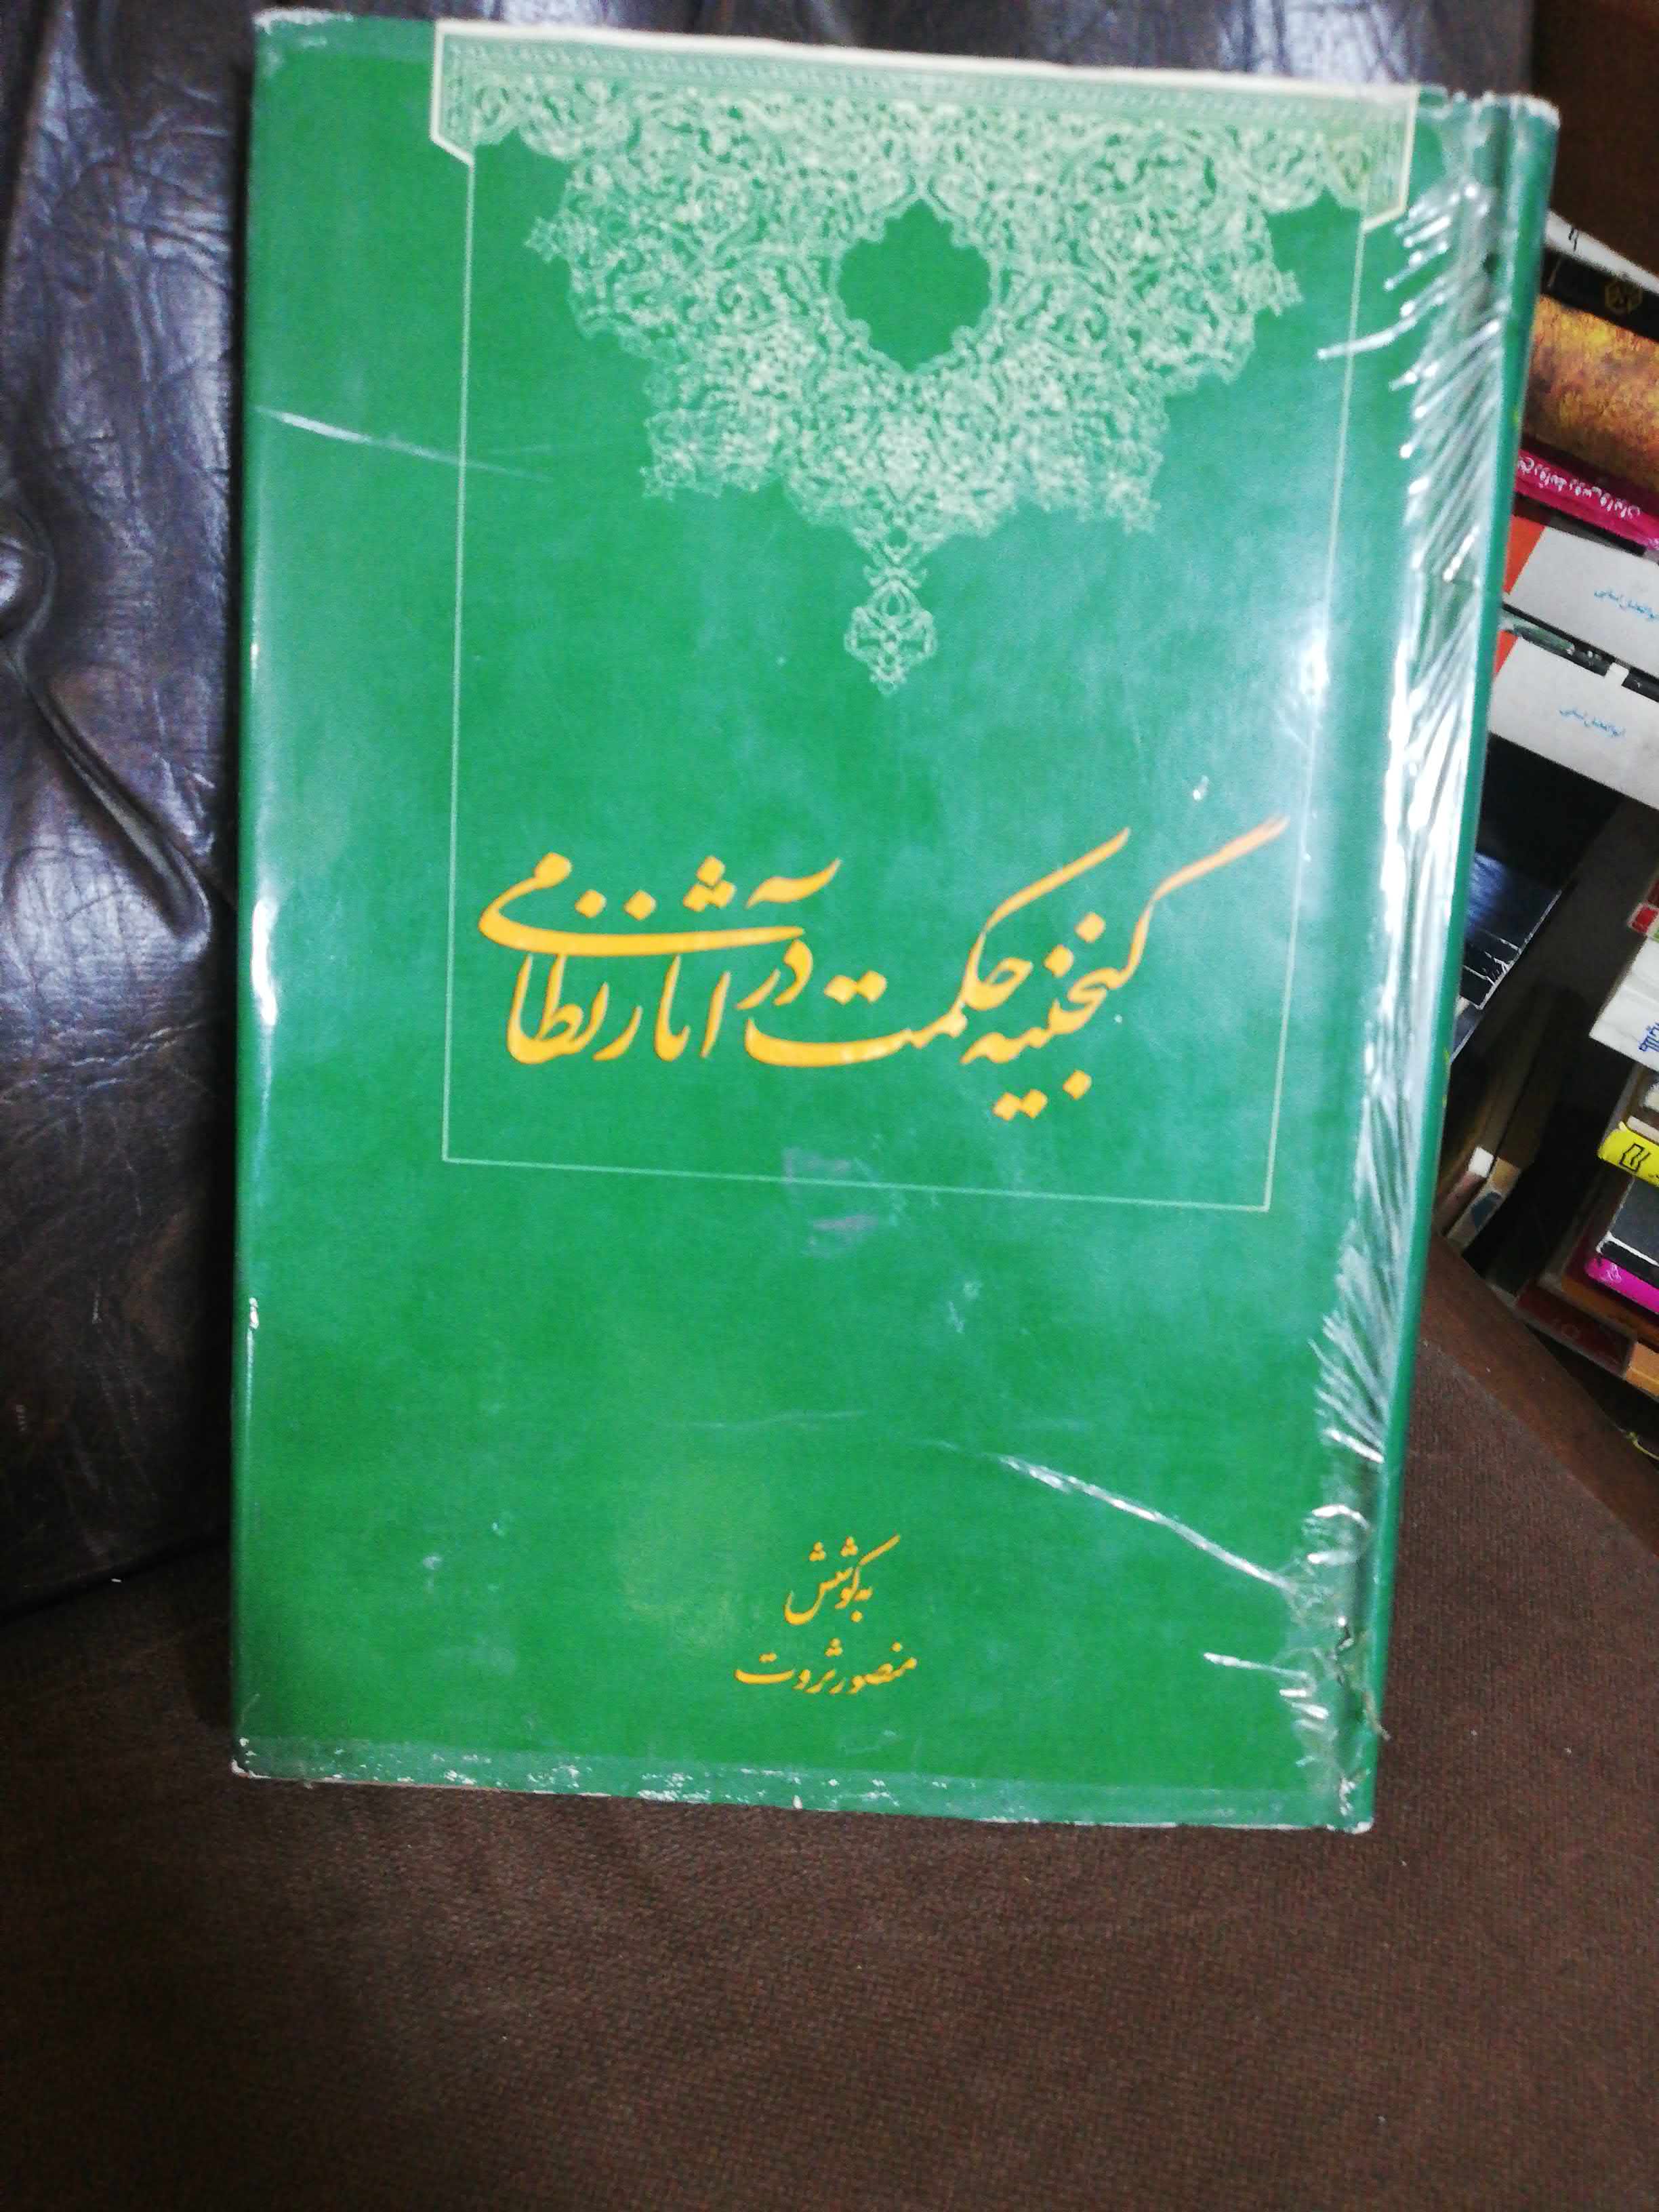 گنجینه حکمت در آثار نظامی
به کوشش
منصور ثروت